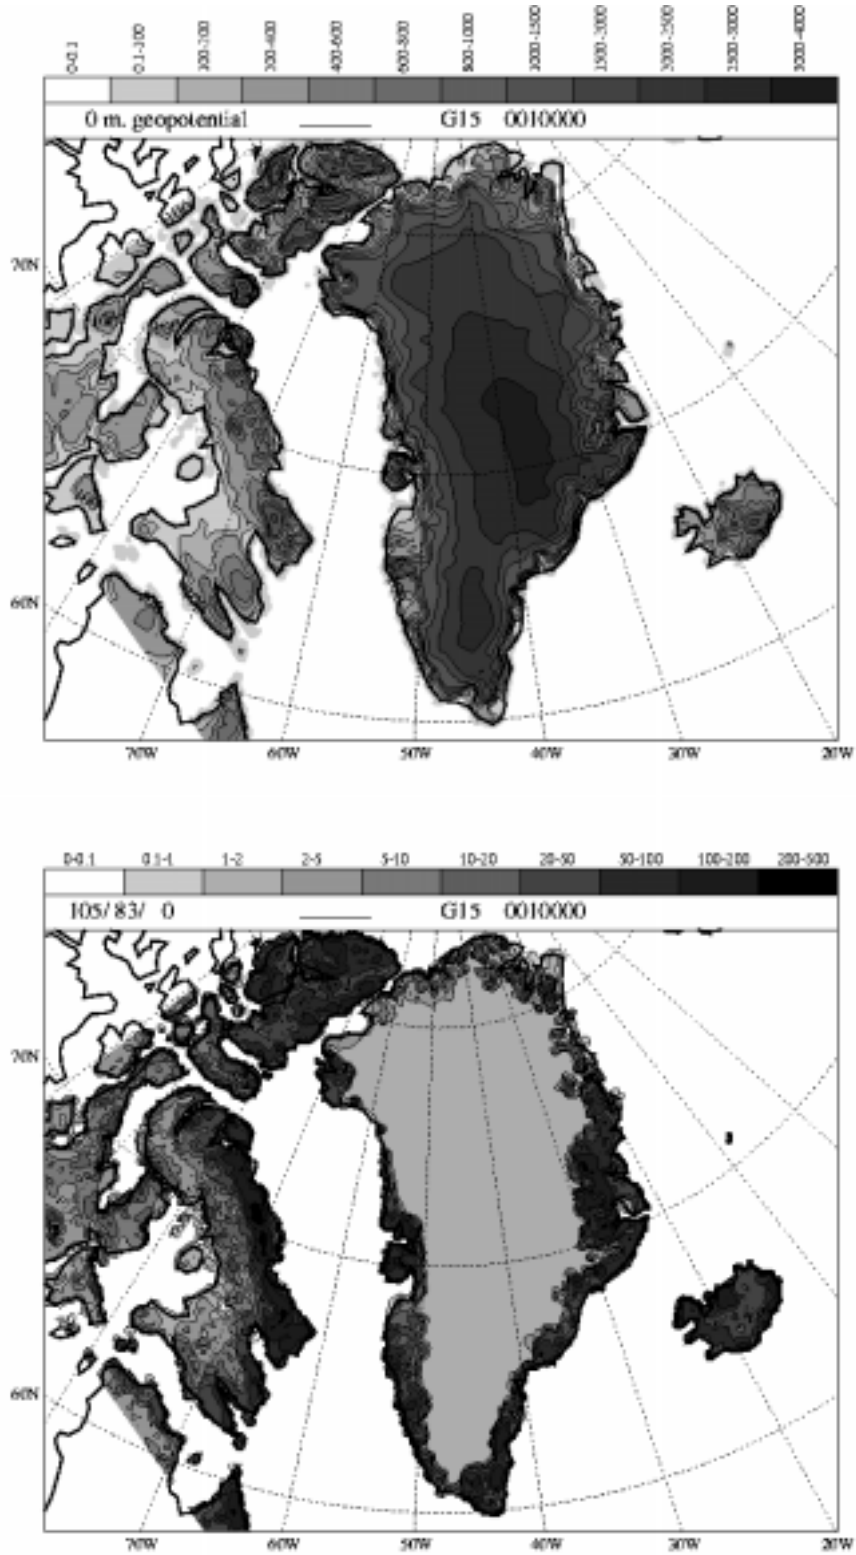 0-0.1 0.1-100 100-200 200-400 400-600 600-800 800-1000 1000-1500 1500-2000 2000-2500 2500-3000 3000-4000
0 m. geopotential G15 0010000
70N
60N
70W 60W 50W 40W 30W 20W
0-0.1 0.1-1 1-2 2-5 5-10 10-20 20-50 50-100 100-200 200-500
105/ 83/ 0 G15 0010000
70N
60N
70W 60W 50W 40W 30W 20W